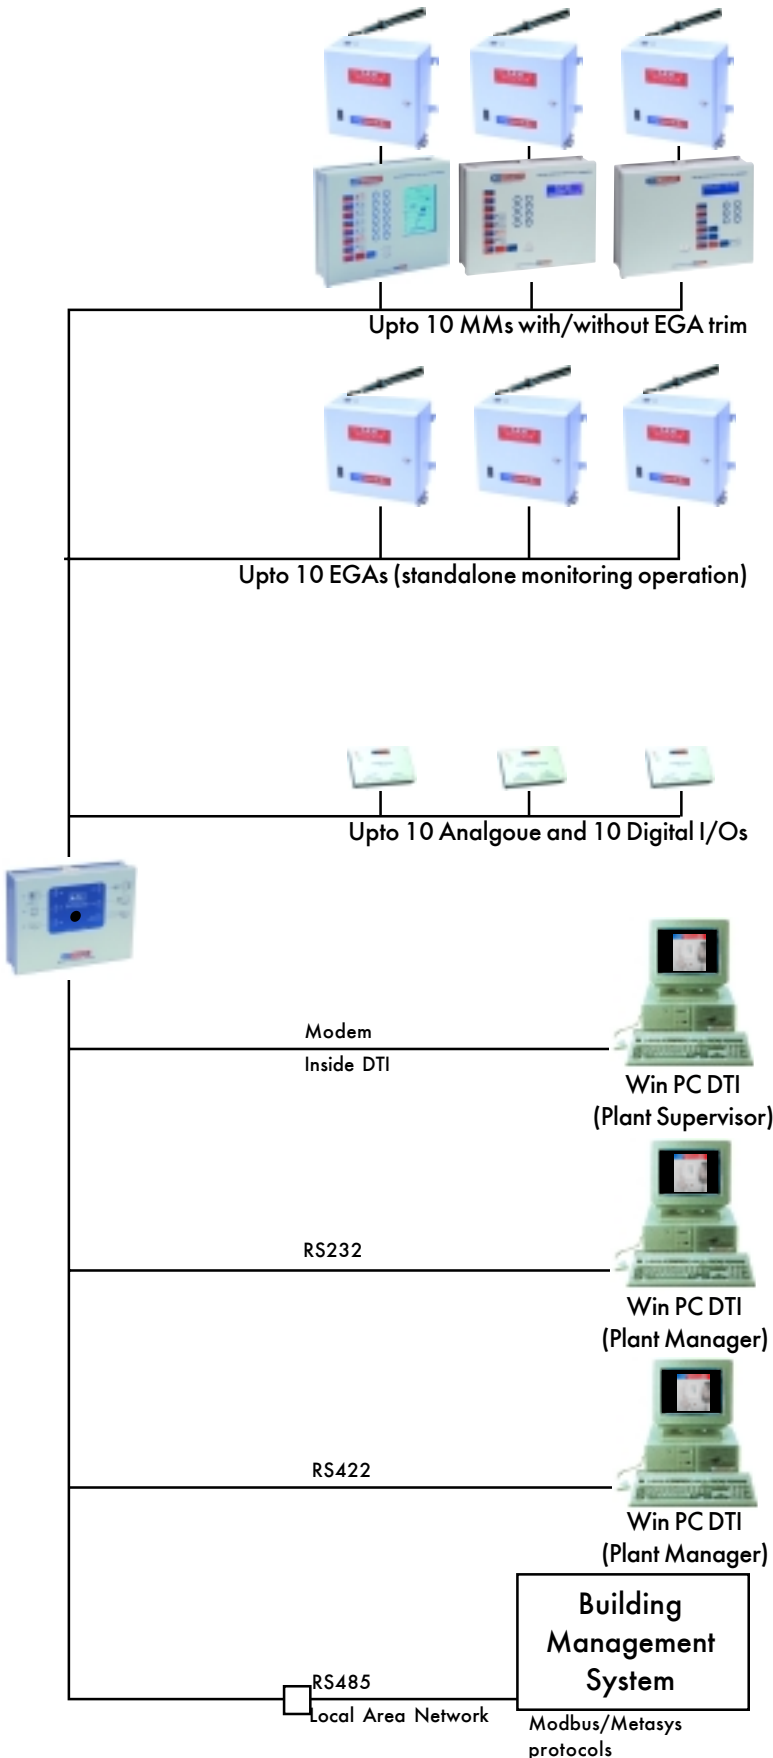 Upto 10 MMs with/without EGA trim
Upto 10 EGAs (standalone monitoring operation)
Upto 10 Analgoue and 10 Digital I/Os
Modem
Inside DTI
Win PC DTI
(Plant Supervisor)
RS232
Win PC DTI
(Plant Manager)
RS422
Win PC DTI
(Plant Manager)
Building
Management
System
RS485
Local Area Network
Modbus/Metasys
protocols